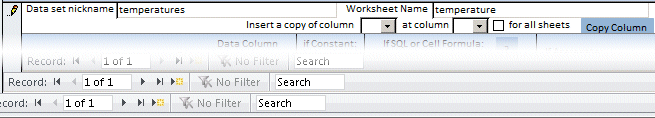 Data set nickname temperatures Worksheet Name temperature
Insert a copy of column at column for all sheets Copy Column
Data Column if Constant: If SQL or Cell Formula:
Record: 1 of 1 No Filter Search
Record: 1 of 1 No Filter Search
ecord: 1 of 1 No Filter Search